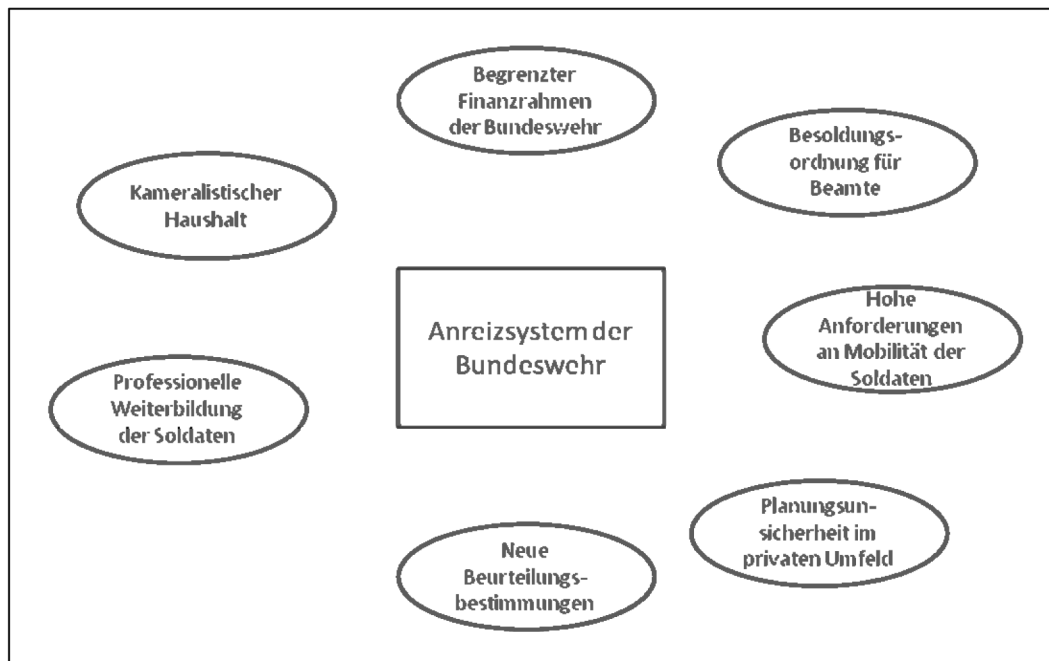 Begrenzter
Finanzrahmen
der Bundeswehr
Besoldungs-
ordnung für
Beamte
Kameralistischer
Haushalt
Hohe
Anforderungen
an Mobilität der
Soldaten
Anreizsystem der
Bundeswehr
Professionelle
Weiterbildung
der Soldaten
Planungsun-
sicherheit im
privaten Umfeld
Neue
Beurteilungs-
bestimmungen